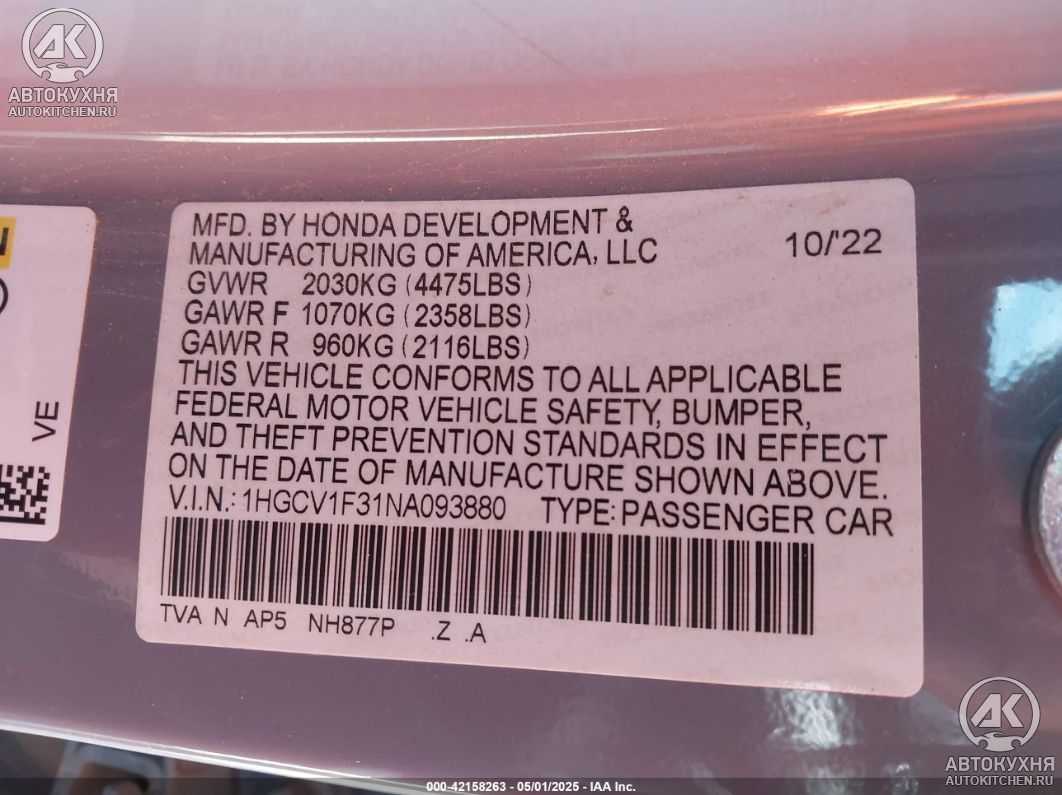 АК
АВТОКУХНЯ
AUTOKITCHEN.RU
MFD. BY HONDA DEVELOPMENT &
MANUFACTURING OF AMERICA, LLC
10/'22
GVWR 2030KG (4475LBS)
GAWR F 1070KG (2358LBS)
GAWR R 960KG (2116LBS)
THIS VEHICLE CONFORMS TO ALL APPLICABLE
FEDERAL MOTOR VEHICLE SAFETY, BUMPER,
AND THEFT PREVENTION STANDARDS IN EFFECT
ON THE DATE OF MANUFACTURE SHOWN ABOVE.
V.I.N.: 1HGCV1F31NA093880 TYPE: PASSENGER CAR
TVA N AP5 NH877P .Z .A
VE
АК
АВТОКУХНЯ
AUTOKITCHEN.RU
000-42158263 - 05/01/2025 - IAA Inc.